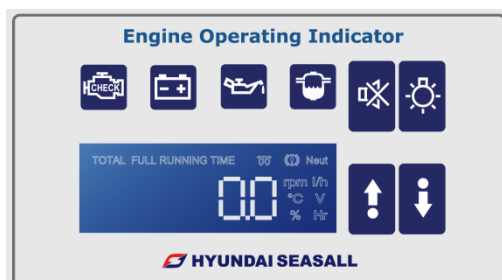 Engine Operating Indicator
CHECK
TOTAL FULL RUNNING TIME Neut
0.0 rpm l/h
°C V
% Hr
HYUNDAI SEASALL